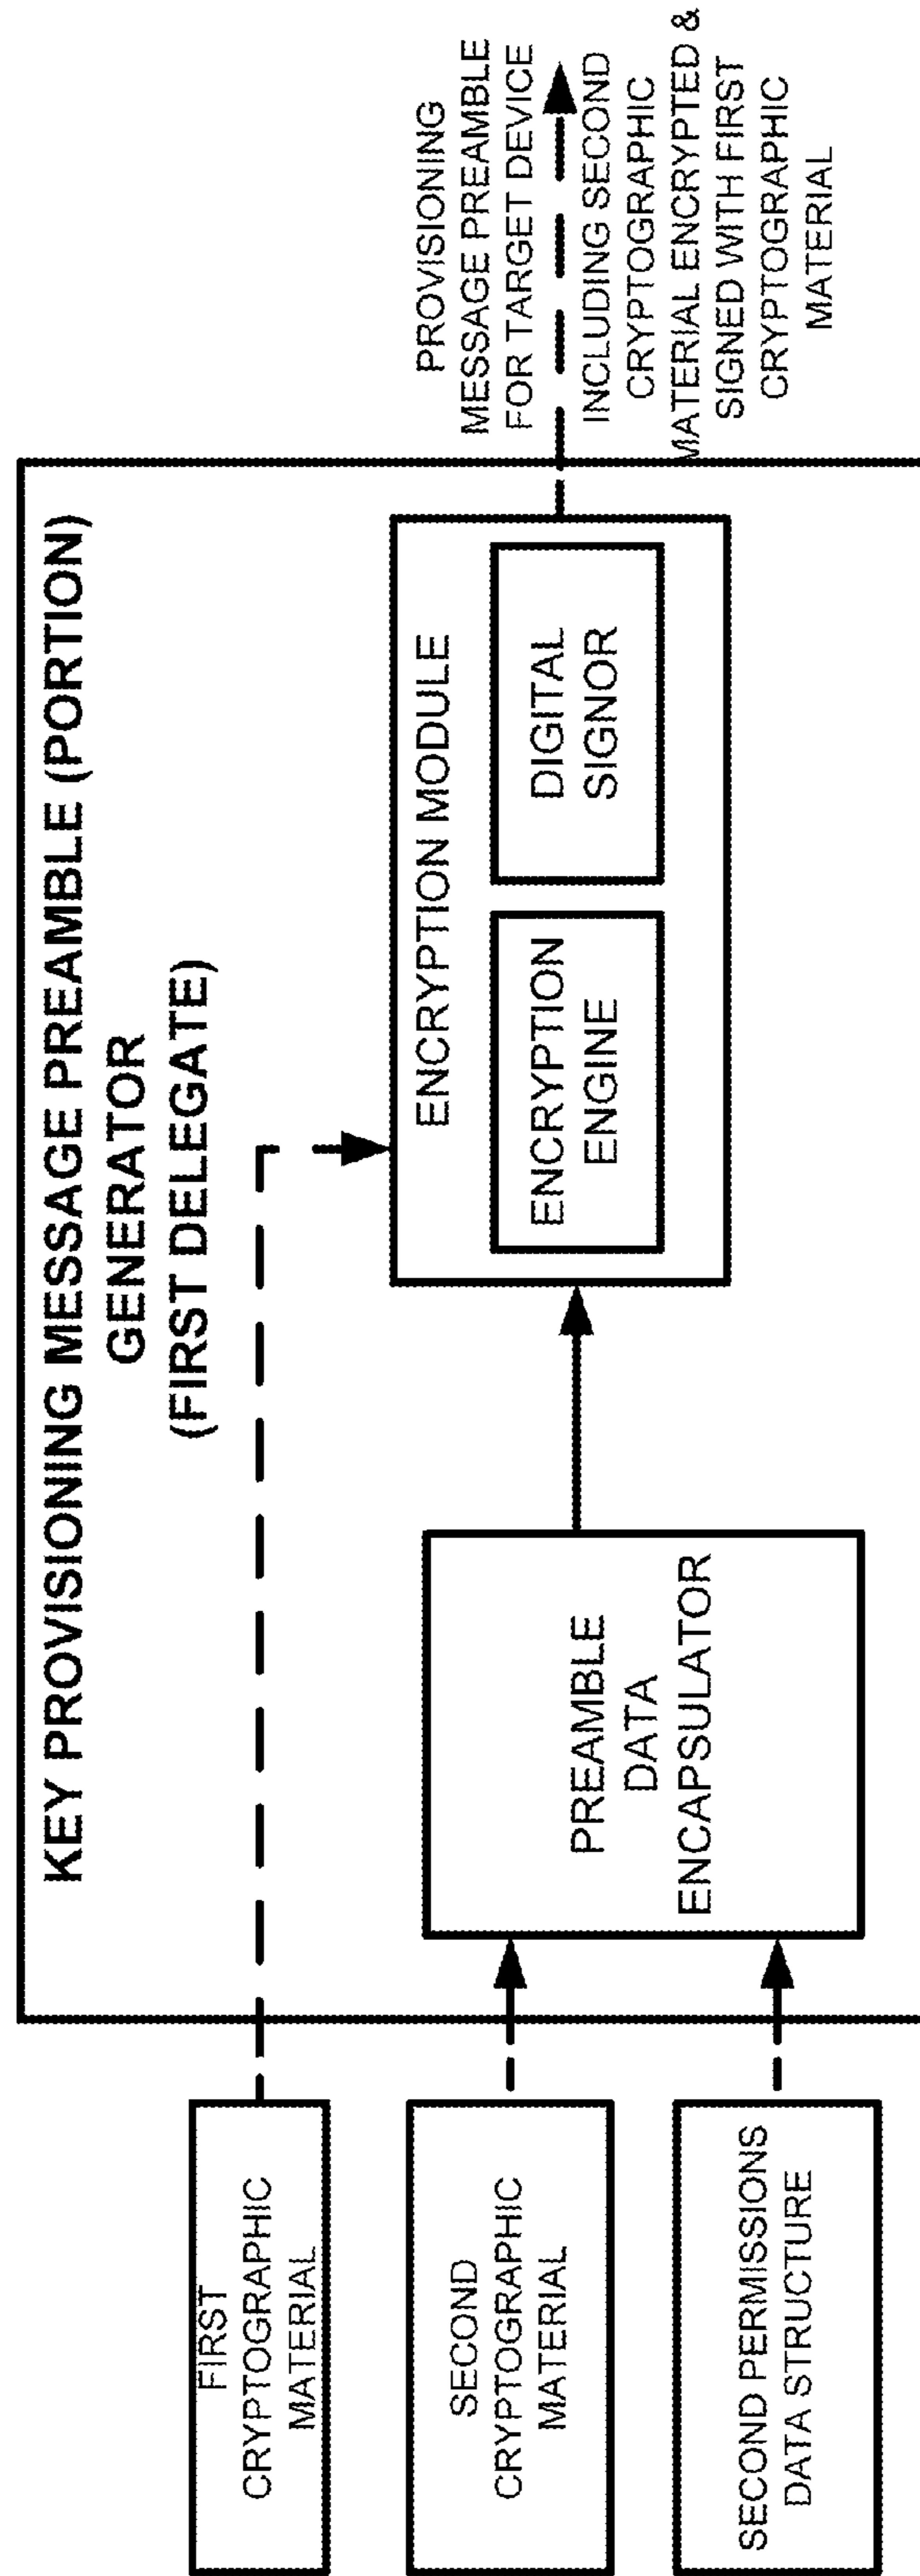 KEY PROVISIONING MESSAGE PREAMBLE (PORTION)
GENERATOR
(FIRST DELEGATE)
FIRST
CRYPTOGRAPHIC
MATERIAL
SECOND
CRYPTOGRAPHIC
MATERIAL
SECOND PERMISSIONS
DATA STRUCTURE
PREAMBLE
DATA
ENCAPSULATOR
ENCRYPTION MODULE
ENCRYPTION
ENGINE
DIGITAL
SIGNOR
PROVISIONING
MESSAGE PREAMBLE
FOR TARGET DEVICE
INCLUDING SECOND
CRYPTOGRAPHIC
MATERIAL ENCRYPTED &
SIGNED WITH FIRST
CRYPTOGRAPHIC
MATERIAL